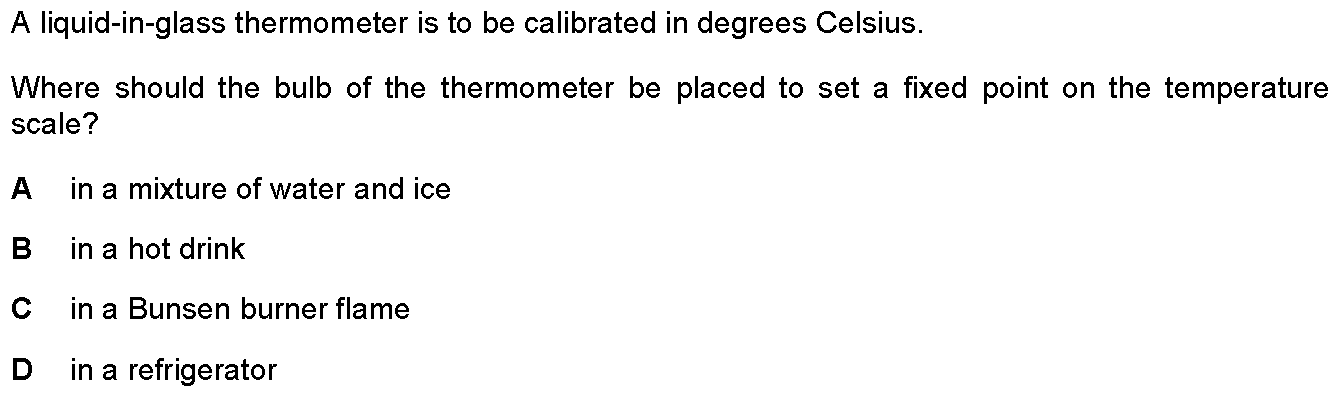 A liquid-in-glass thermometer is to be calibrated in degrees Celsius.
Where should the bulb of the thermometer be placed to set a fixed point on the temperature
scale?
A in a mixture of water and ice
B in a hot drink
C in a Bunsen burner flame
D in a refrigerator